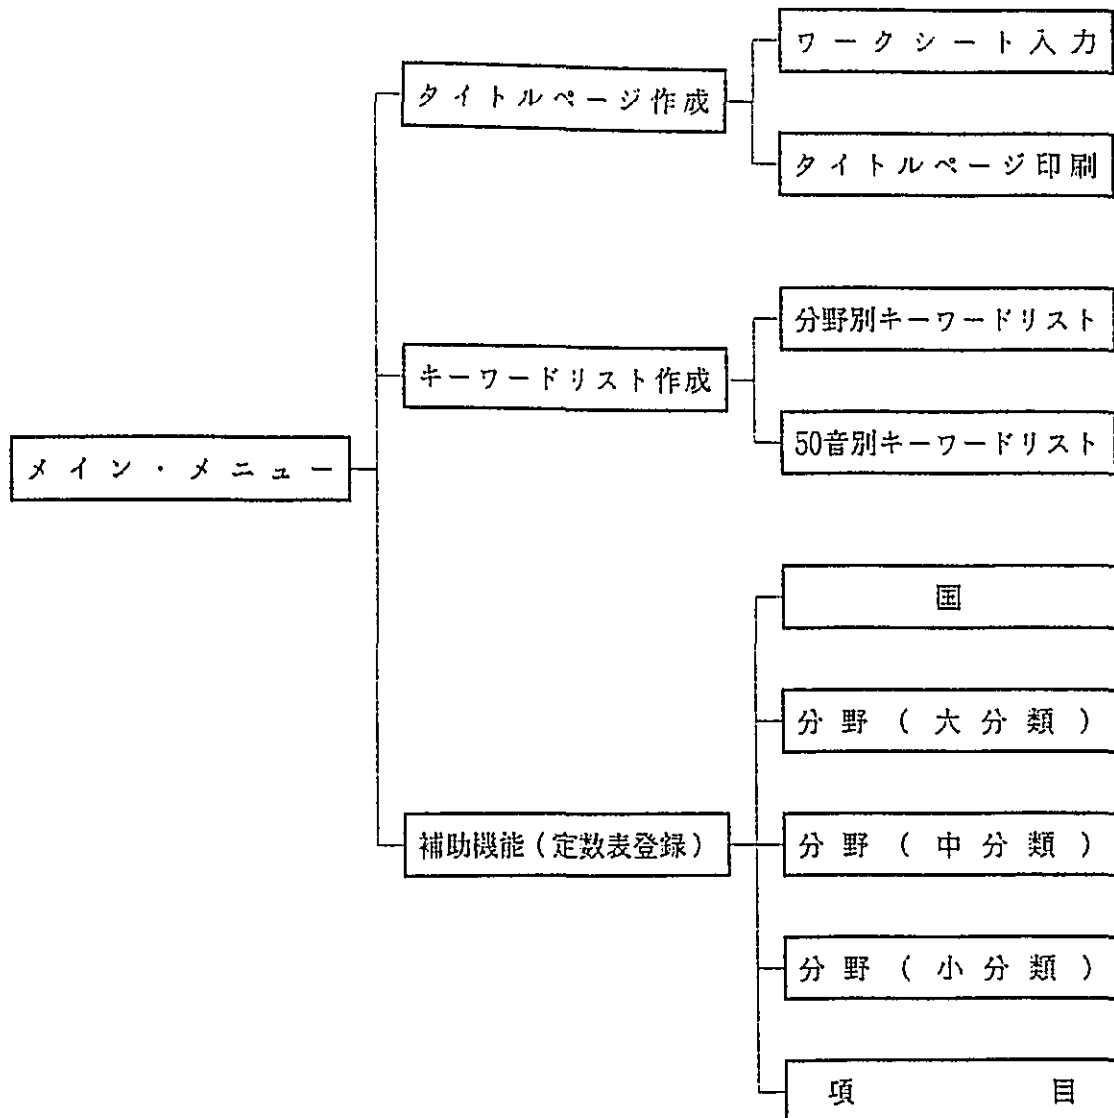 メイン・メニュー
タイトルページ作成
ワークシート入力
タイトルページ印刷
キーワードリスト作成
分野別キーワードリスト
50音別キーワードリスト
補助機能(定数表登録)
国
分野(大分類)
分野(中分類)
分野(小分類)
項目